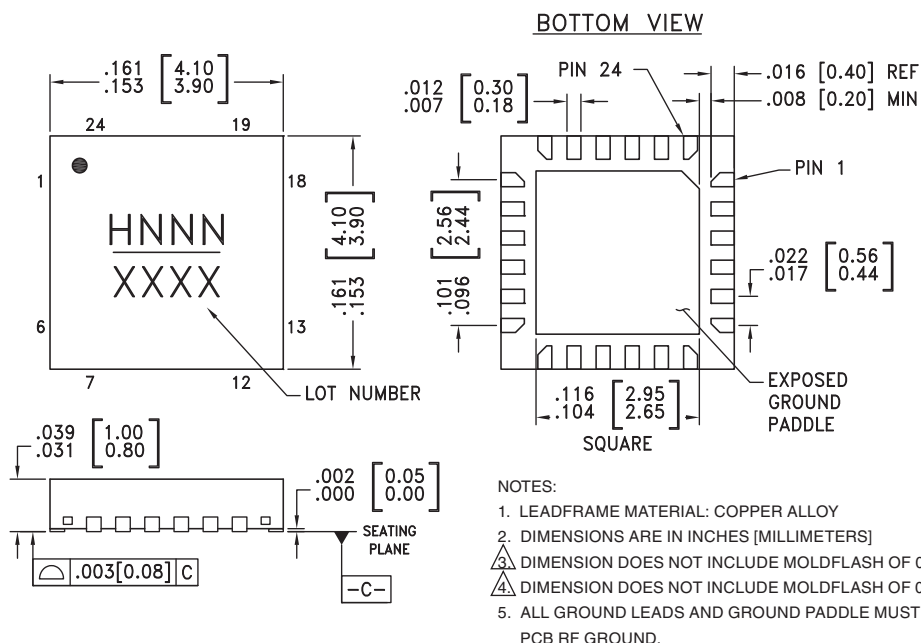 BOTTOM VIEW
.161 [4.10]
.153 [3.90]
24 19
1 18
HNNN
XXXX
6 13
7 12
LOT NUMBER
.161 [4.10]
.153 [3.90]
.012 [0.30]
.007 [0.18]
PIN 24
.016 [0.40] REF
.008 [0.20] MIN
PIN 1
.101 [2.56]
.096 [2.44]
.022 [0.56]
.017 [0.44]
.116 [2.95]
.104 [2.65]
SQUARE
EXPOSED
GROUND
PADDLE
.039 [1.00]
.031 [0.80]
.002 [0.05]
.000 [0.00]
SEATING
PLANE
.003[0.08] C
-C-
NOTES:
1. LEADFRAME MATERIAL: COPPER ALLOY
2. DIMENSIONS ARE IN INCHES [MILLIMETERS]
3. DIMENSION DOES NOT INCLUDE MOLDFLASH OF
4. DIMENSION DOES NOT INCLUDE MOLDFLASH OF
5. ALL GROUND LEADS AND GROUND PADDLE MUST
PCB RF GROUND.